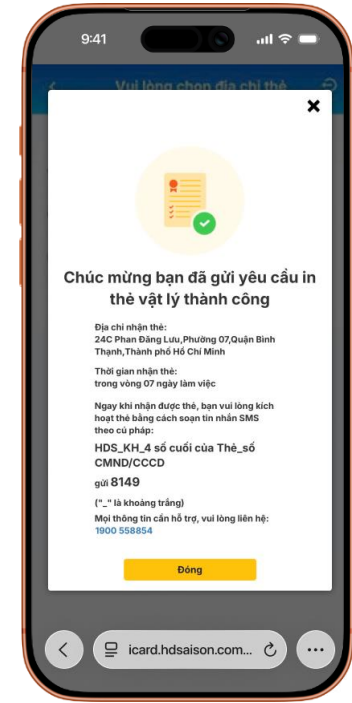 9:41
Vui lòng chọn địa chỉ thẻ
Chúc mừng bạn đã gửi yêu cầu in
thẻ vật lý thành công
Địa chỉ nhận thẻ:
24C Phan Đăng Lưu,Phường 07,Quận Bình
Thạnh,Thành phố Hồ Chí Minh
Thời gian nhận thẻ:
trong vòng 07 ngày làm việc
Ngay khi nhận được thẻ, bạn vui lòng kích
hoạt thẻ bằng cách soạn tin nhắn SMS
theo cú pháp:
HDS_KH_4 số cuối của Thẻ_số
CMND/CCCD
gửi 8149
("_" là khoảng trắng)
Mọi thông tin cần hỗ trợ, vui lòng liên hệ:
1900 558854
Đóng
icard.hdsaison.com...